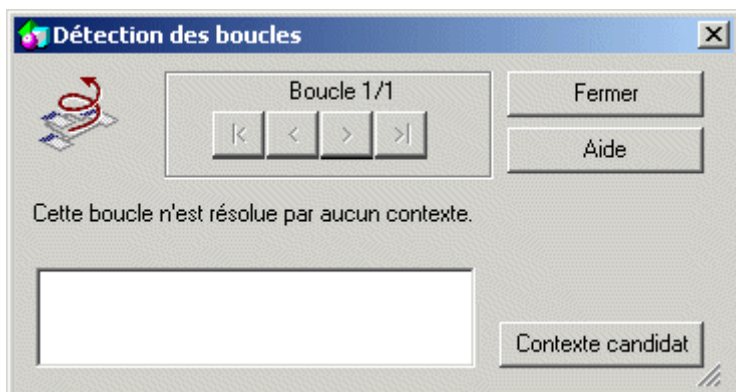 Détection des boucles
Boucle 1/1
Fermer
Aide
Cette boucle n'est résolue par aucun contexte.
Contexte candidat